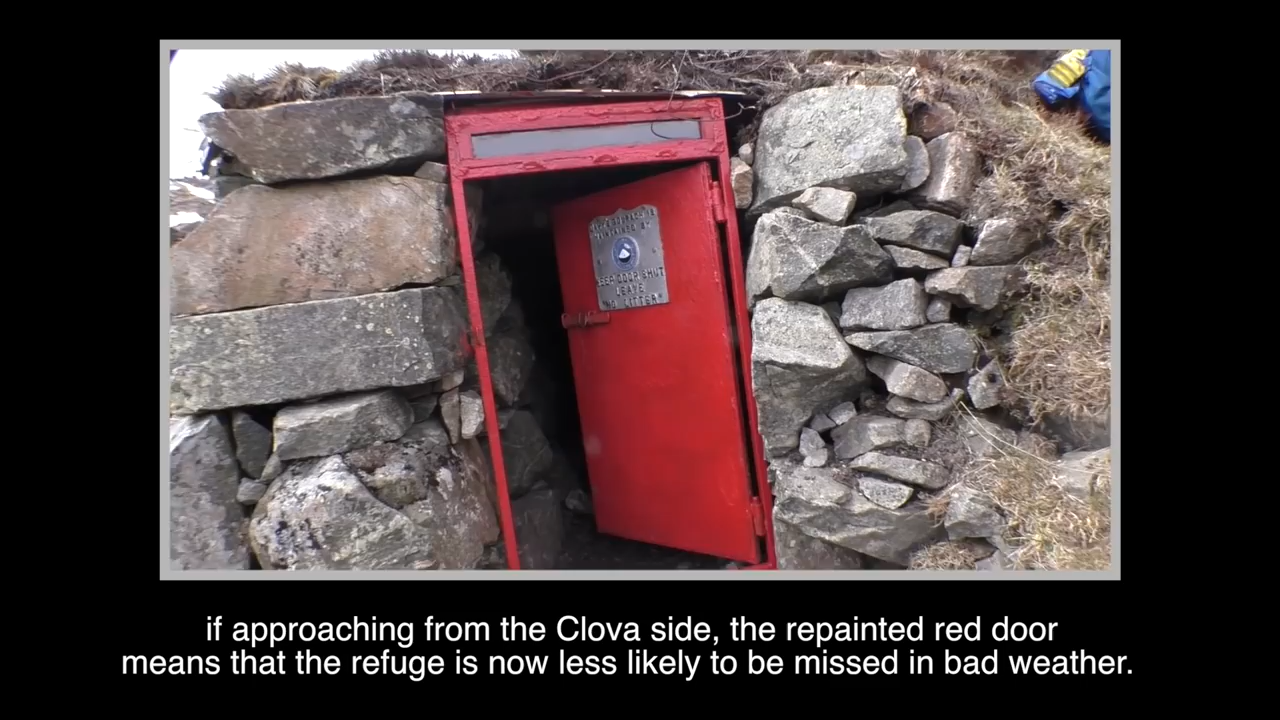 KEEP DOOR SHUT
LEAVE
"NO LITTER"
if approaching from the Clova side, the repainted red door
means that the refuge is now less likely to be missed in bad weather.